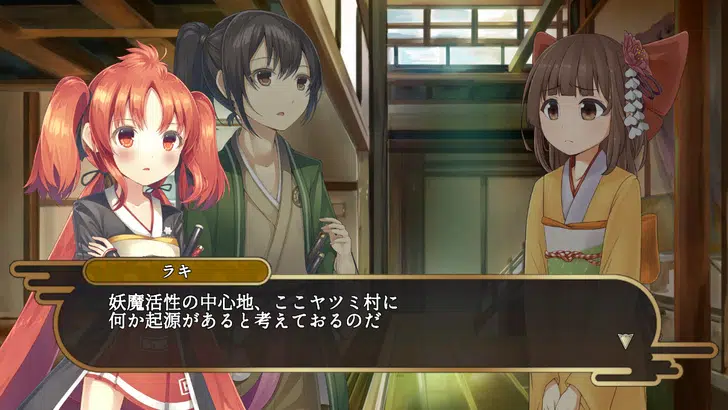 ラキ
妖魔活性の中心地、ここヤツミ村に
何か起源があると考えておるのだ